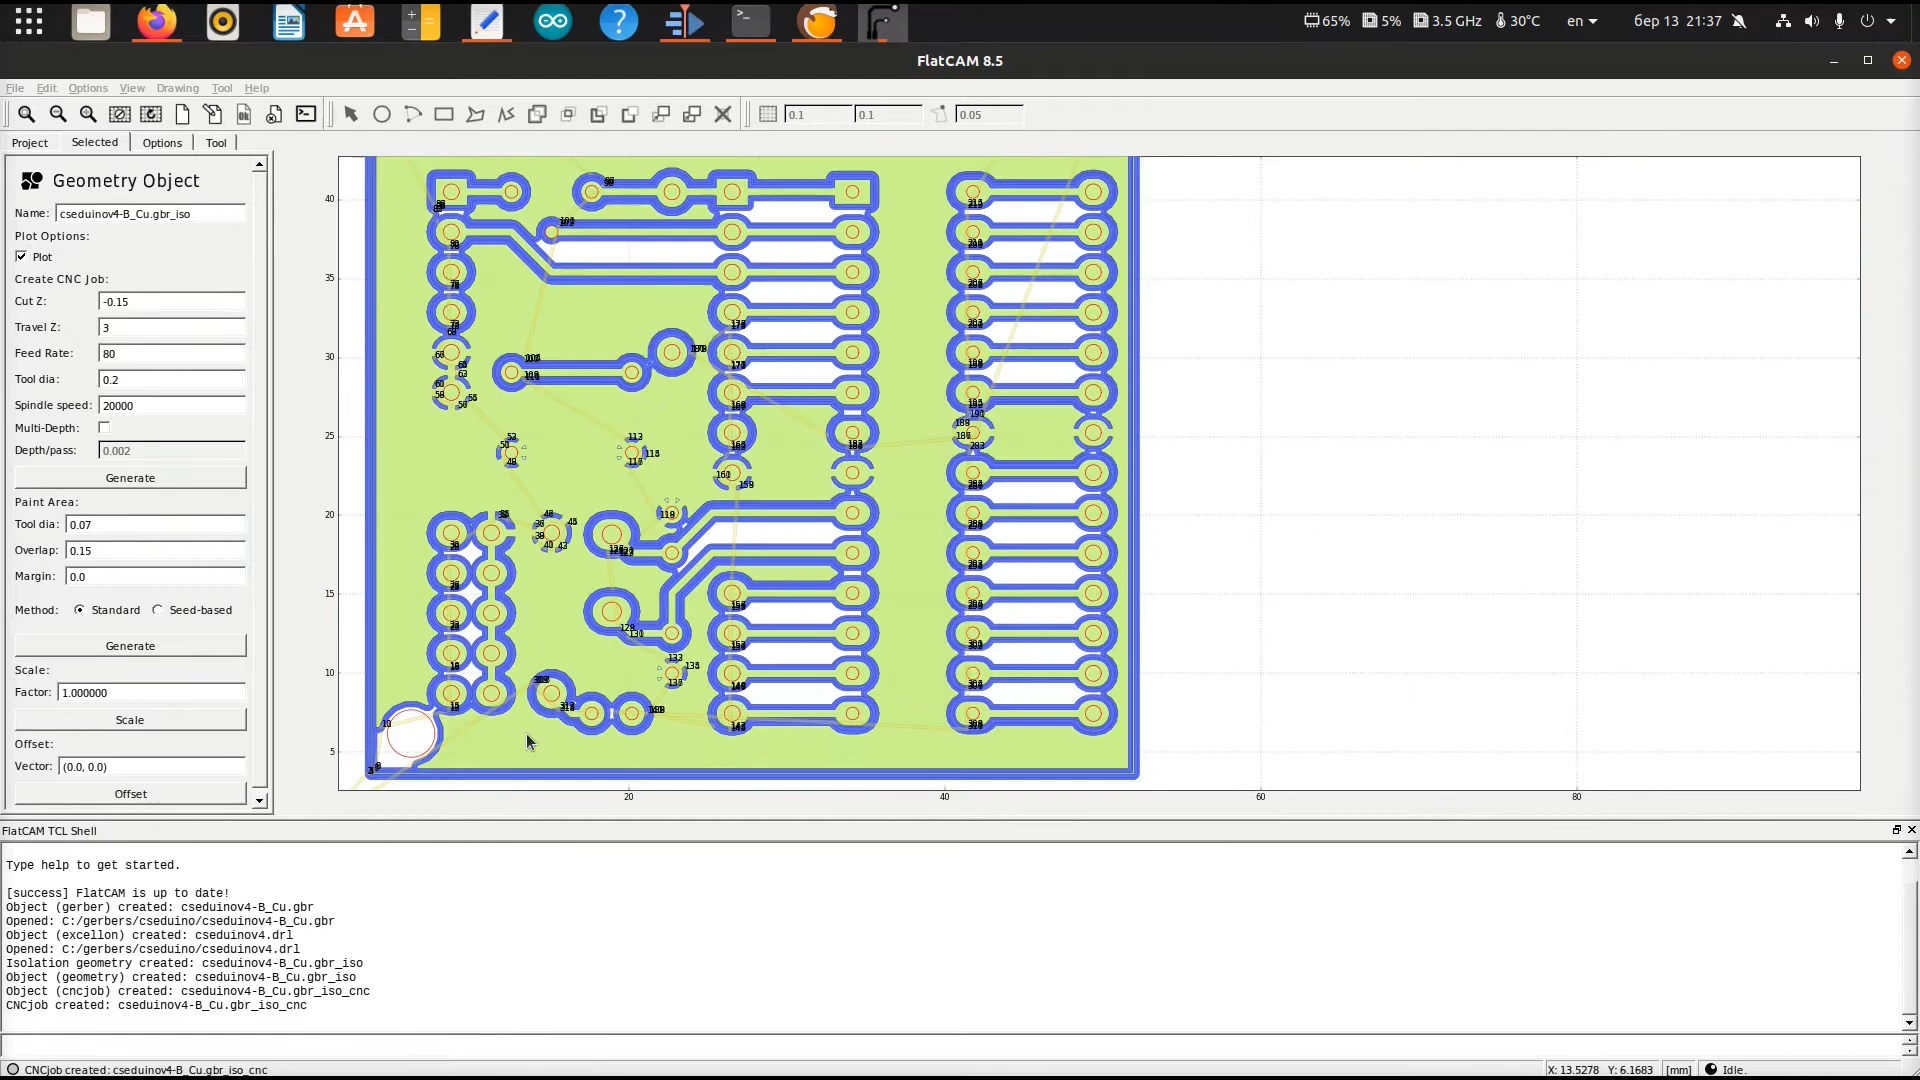 65% 5% 3.5 GHz 30°C en бер 13 21:37
FlatCAM 8.5
File Edit Options View Drawing Tool Help
0.1 0.1 0.05
Project Selected Options Tool
Geometry Object
Name: cseduinov4-B_Cu.gbr_iso
Plot Options:
Plot
Create CNC Job:
Cut Z: -0.15
Travel Z: 3
Feed Rate: 80
Tool dia: 0.2
Spindle speed: 20000
Multi-Depth:
Depth/pass: 0.002
Generate
Paint Area:
Tool dia: 0.07
Overlap: 0.15
Margin: 0.0
Method: Standard Seed-based
Generate
Scale:
Factor: 1.000000
Scale
Offset:
Vector: (0.0, 0.0)
Offset
40
35
30
25
20
15
10
5
20 40 60 80
FlatCAM TCL Shell
Type help to get started.
[success] FlatCAM is up to date!
Object (gerber) created: cseduinov4-B_Cu.gbr
Opened: C:/gerbers/cseduino/cseduinov4-B_Cu.gbr
Object (excellon) created: cseduinov4.drl
Opened: C:/gerbers/cseduino/cseduinov4.drl
Isolation geometry created: cseduinov4-B_Cu.gbr_iso
Object (geometry) created: cseduinov4-B_Cu.gbr_iso
Object (cncjob) created: cseduinov4-B_Cu.gbr_iso_cnc
CNCjob created: cseduinov4-B_Cu.gbr_iso_cnc
CNCjob created: cseduinov4-B_Cu.gbr_iso_cnc X: 13.5278 Y: 6.1683 [mm] Idle.